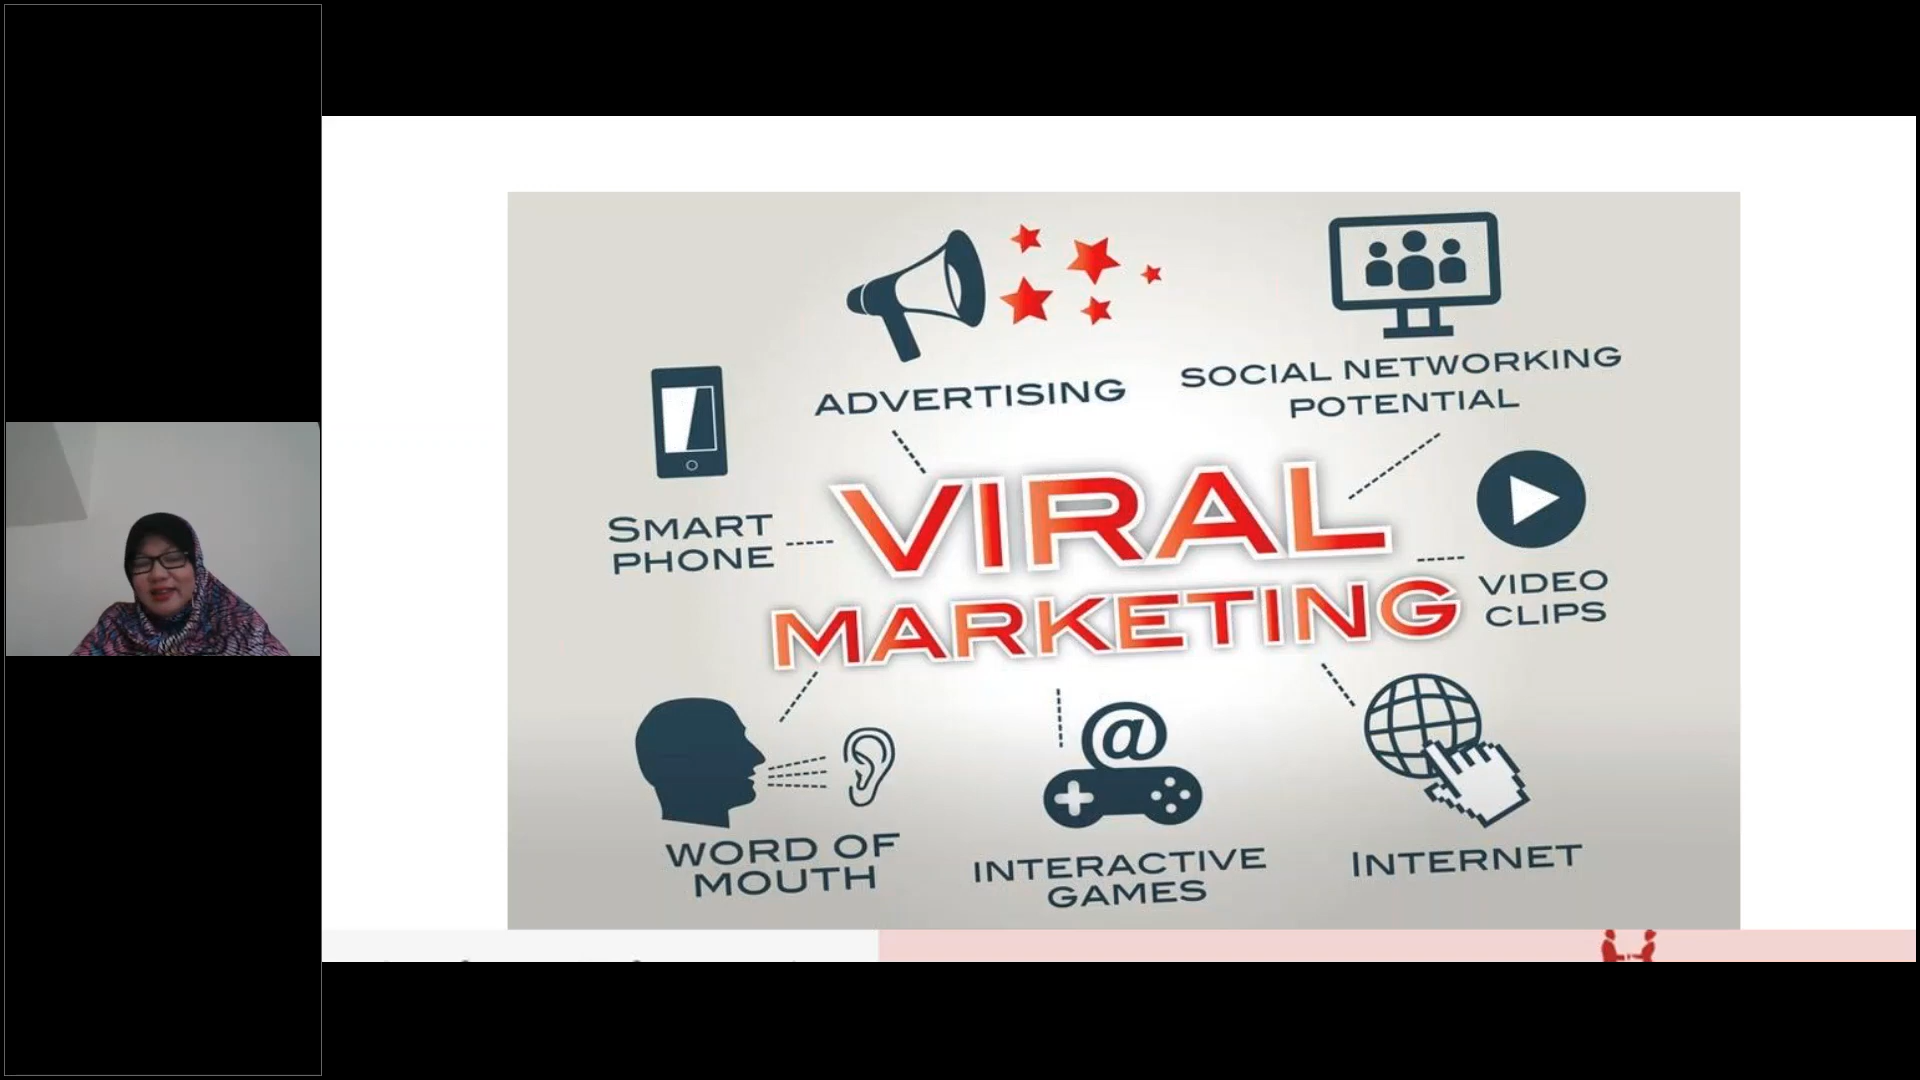 ADVERTISING
SOCIAL NETWORKING
POTENTIAL
SMART
PHONE
VIRAL
MARKETING
VIDEO
CLIPS
WORD OF
MOUTH
@
INTERACTIVE
GAMES
INTERNET